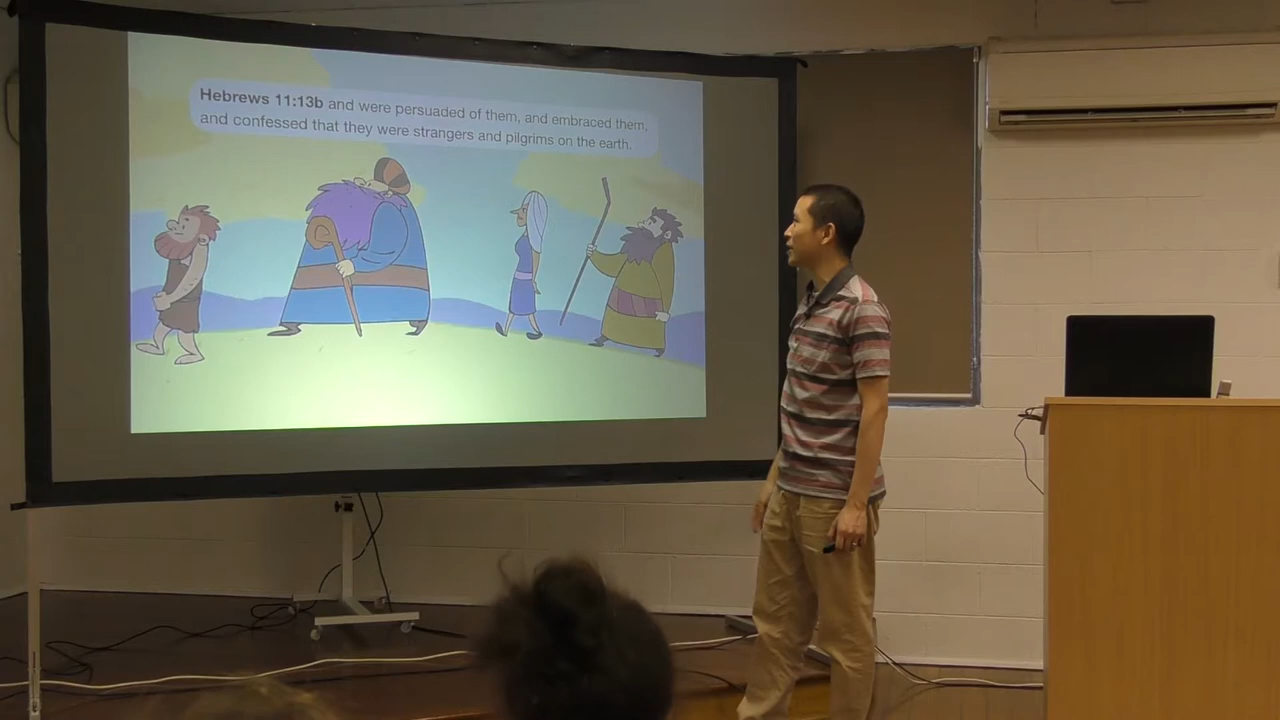 Hebrews 11:13b and were persuaded of them, and embraced them,
and confessed that they were strangers and pilgrims on the earth.